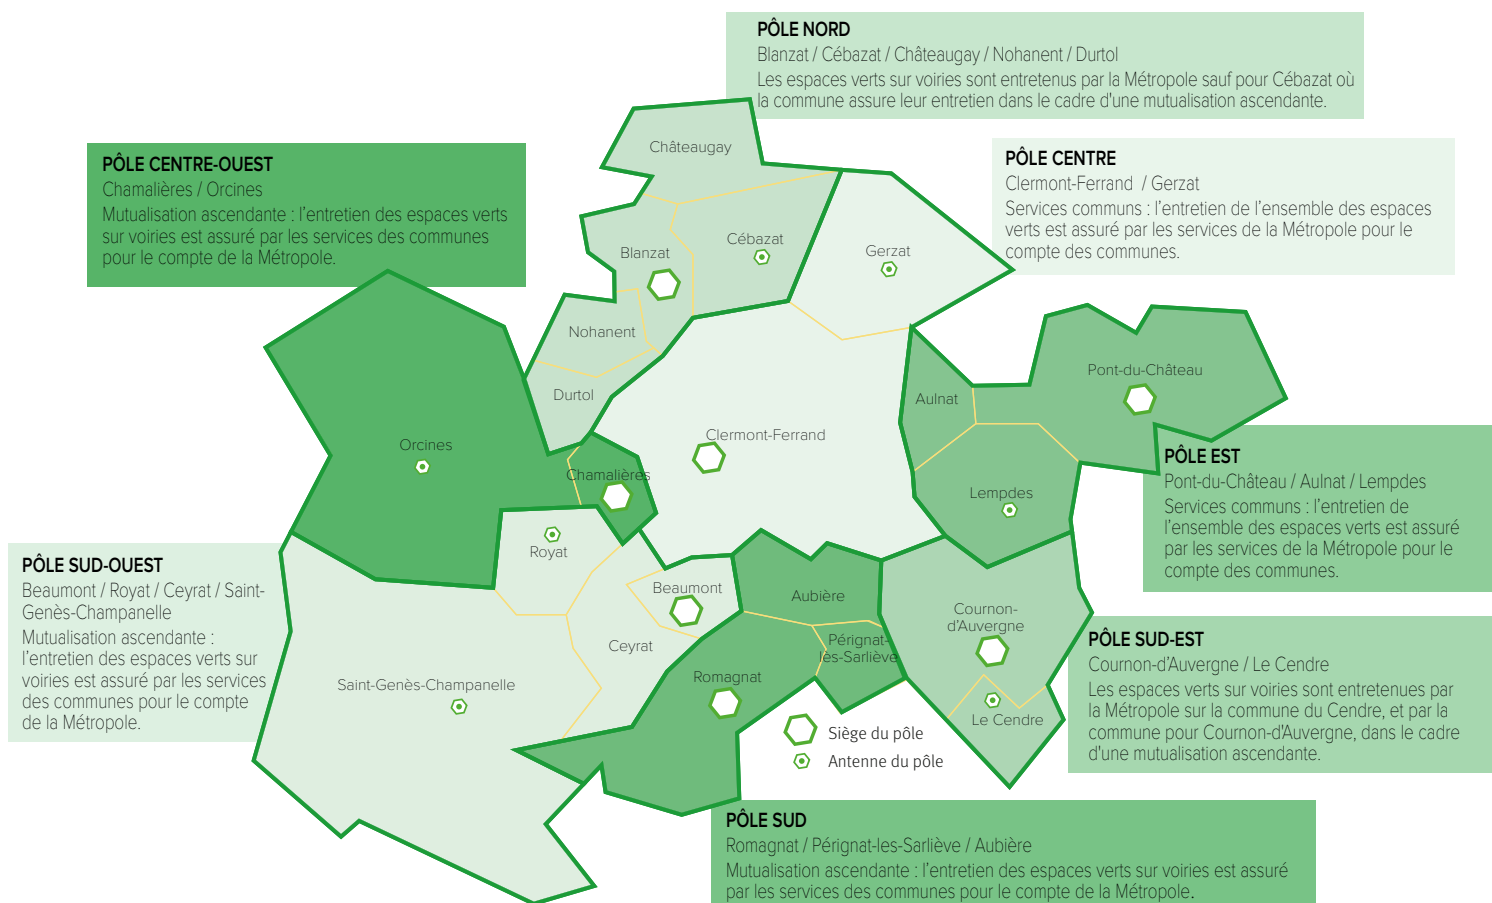 PÔLE NORD
Blanzat / Cébazat / Châteaugay / Nohanent / Durtol
Les espaces verts sur voiries sont entretenus par la Métropole sauf pour Cébazat où
la commune assure leur entretien dans le cadre d'une mutualisation ascendante.
PÔLE CENTRE-OUEST
Chamalières / Orcines
Mutualisation ascendante : l'entretien des espaces verts
sur voiries est assuré par les services des communes
pour le compte de la Métropole.
PÔLE CENTRE
Clermont-Ferrand / Gerzat
Services communs : l'entretien de l'ensemble des espaces
verts est assuré par les services de la Métropole pour le
compte des communes.
Châteaugay
Blanzat
Cébazat
Gerzat
Nohanent
Durtol
Pont-du-Château
Aulnat
Clermont-Ferrand
Orcines
Chamalières
Lempdes
Royat
Beaumont
Aubière
Cournon-
d'Auvergne
Ceyrat
Pérignat-
lès-Sarliève
Romagnat
Saint-Genès-Champanelle
Le Cendre
PÔLE EST
Pont-du-Château / Aulnat / Lempdes
Services communs : l'entretien de
l'ensemble des espaces verts est assuré
par les services de la Métropole pour le
compte des communes.
PÔLE SUD-OUEST
Beaumont / Royat / Ceyrat / Saint-
Genès-Champanelle
Mutualisation ascendante :
l'entretien des espaces verts sur
voiries est assuré par les services
des communes pour le compte
de la Métropole.
PÔLE SUD-EST
Cournon-d'Auvergne / Le Cendre
Les espaces verts sur voiries sont entretenues par
la Métropole sur la commune du Cendre, et par la
commune pour Cournon-d'Auvergne, dans le cadre
d'une mutualisation ascendante.
Siège du pôle
Antenne du pôle
PÔLE SUD
Romagnat / Pérignat-les-Sarliève / Aubière
Mutualisation ascendante : l'entretien des espaces verts sur voiries est assuré
par les services des communes pour le compte de la Métropole.